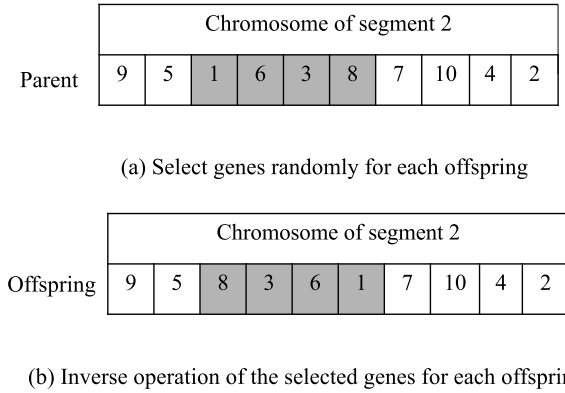 Chromosome of segment 2
Parent 9 5 1 6 3 8 7 10 4 2
(a) Select genes randomly for each offspring
Chromosome of segment 2
Offspring 9 5 8 3 6 1 7 10 4 2
(b) Inverse operation of the selected genes for each offsprin